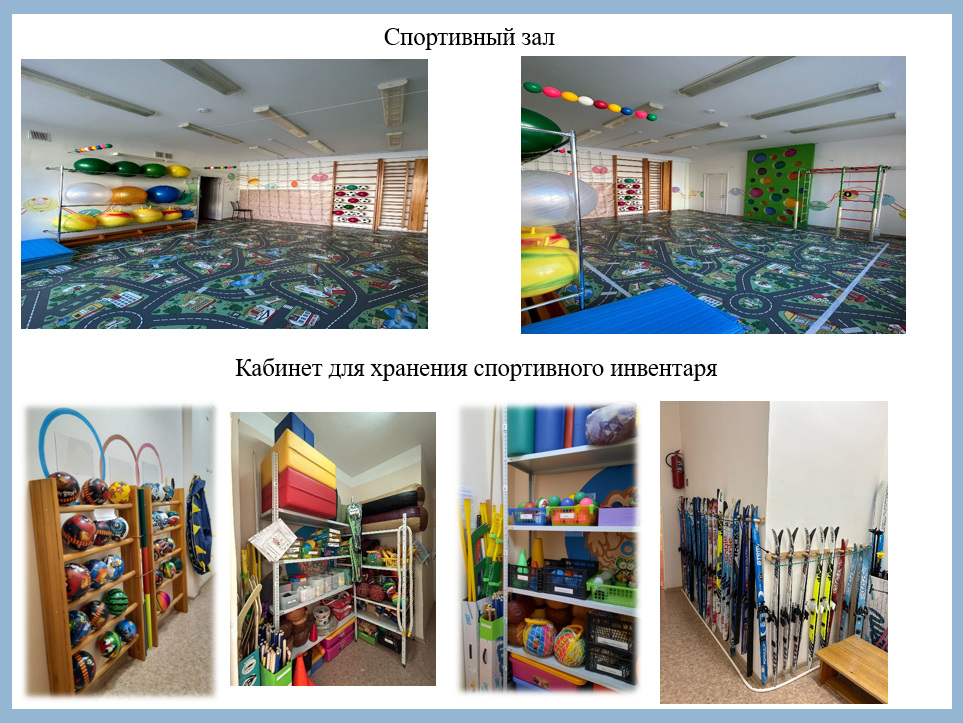 Спортивный зал
Кабинет для хранения спортивного инвентаря